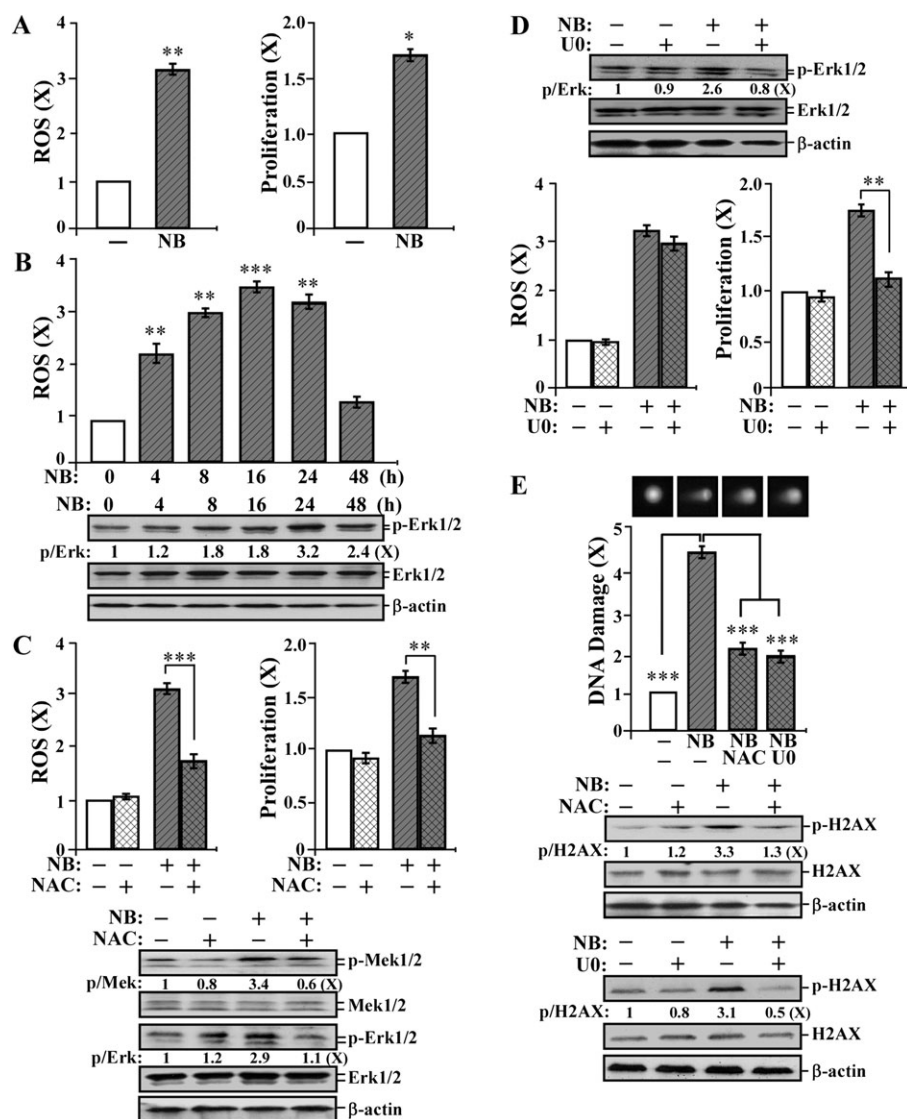 A
ROS (X)
4
3
1
0
**
— NB
Proliferation (X)
2.0
1.5
1.0
0.5
0
*
— NB
B
ROS (X)
4
3
2
1
0
** ** *** **
NB: 0 4 8 16 24 48 (h)
NB: 0 4 8 16 24 48 (h)
p-Erk1/2
p/Erk: 1 1.2 1.8 1.8 3.2 2.4 (X)
Erk1/2
β-actin
C
ROS (X)
4
3
2
1
0
***
NB: – – + +
NAC: – + – +
Proliferation (X)
2.0
1.5
1.0
0.5
0
**
NB: – – + +
NAC: – + – +
NB: – – + +
NAC: – + – +
p-Mek1/2
p/Mek: 1 0.8 3.4 0.6 (X)
Mek1/2
p-Erk1/2
p/Erk: 1 1.2 2.9 1.1 (X)
Erk1/2
β-actin
D
NB: – – + +
U0: – + – +
p-Erk1/2
p/Erk: 1 0.9 2.6 0.8 (X)
Erk1/2
β-actin
ROS (X)
4
3
1
0
NB: – – + +
U0: – + – +
Proliferation (X)
2.0
1.5
1.0
0.5
0
**
NB: – – + +
U0: – + – +
E
DNA Damage (X)
5
4
2
1
0
*** *** ***
– NB NB NB
– – NAC U0
NB: – – + +
NAC: – + – +
p-H2AX
p/H2AX: 1 1.2 3.3 1.3 (X)
H2AX
β-actin
NB: – – + +
U0: – + – +
p-H2AX
p/H2AX: 1 0.8 3.1 0.5 (X)
H2AX
β-actin